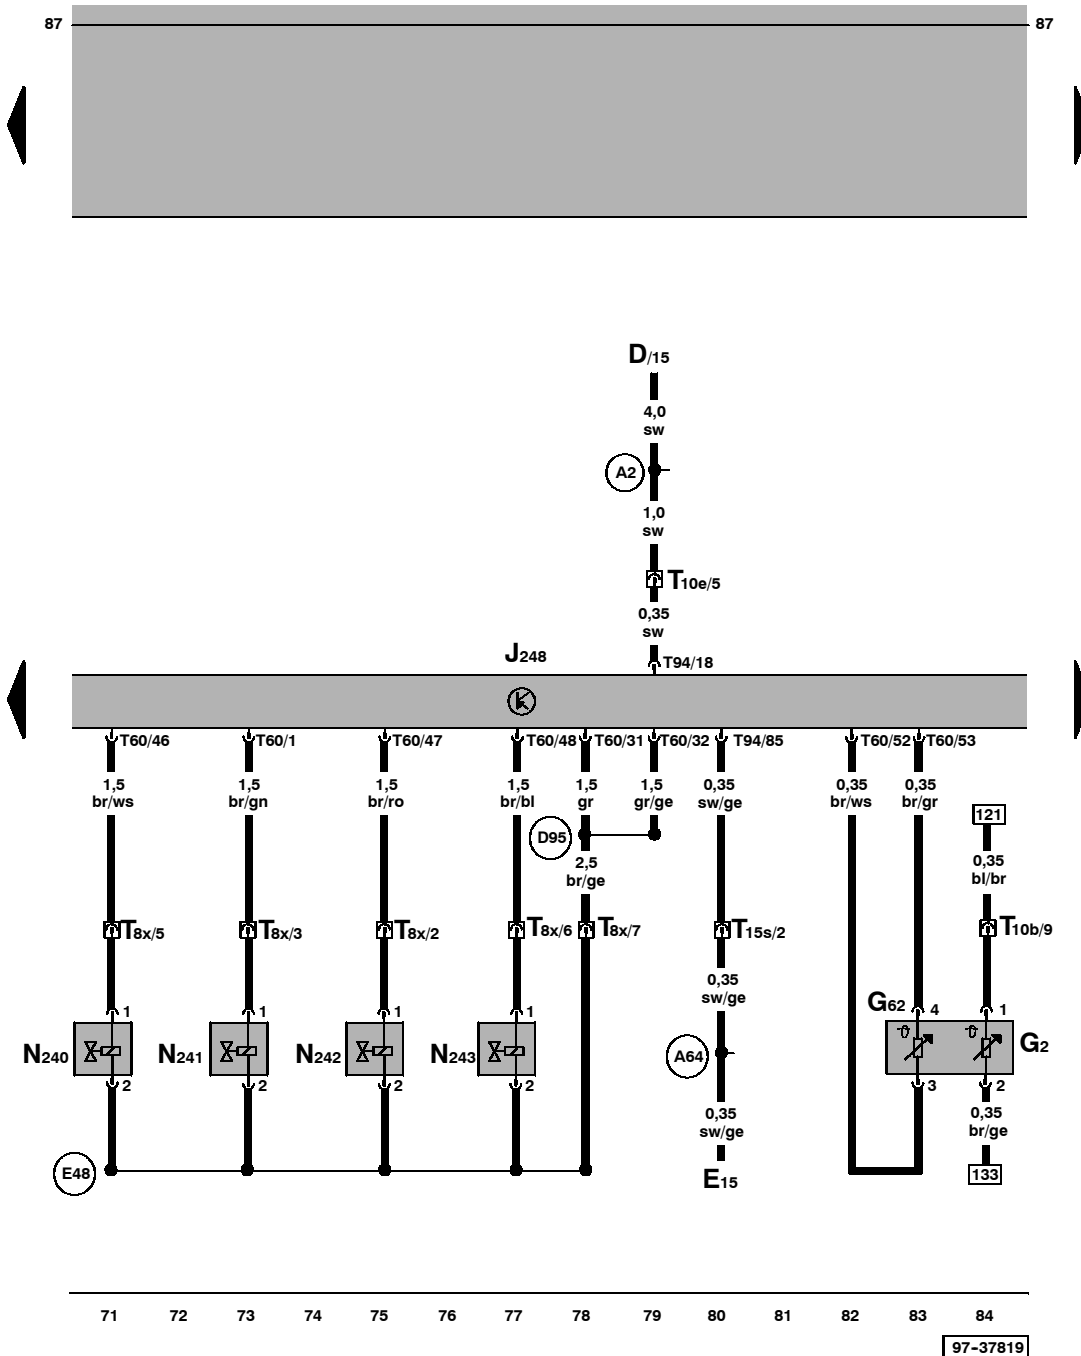 87 87
D/15
4,0
sw
A2
1,0
sw
T10e/5
0,35
sw
J248
T94/18
T60/46 T60/1 T60/47 T60/48 T60/31 T60/32 T94/85 T60/52 T60/53
1,5 1,5 1,5 1,5 1,5 1,5 0,35 0,35 0,35
br/ws br/gn br/ro br/bl gr gr/ge sw/ge br/ws br/gr
121
D95
2,5
br/ge
0,35
bl/br
T8x/5 T8x/3 T8x/2 T8x/6 T8x/7 T15s/2 T10b/9
0,35
sw/ge
G62
1 1 1 1 4 1
N240 N241 N242 N243 A64 G2
2 2 2 2 3 2
0,35 0,35
sw/ge br/ge
E48 E15 133
71 72 73 74 75 76 77 78 79 80 81 82 83 84
97-37819